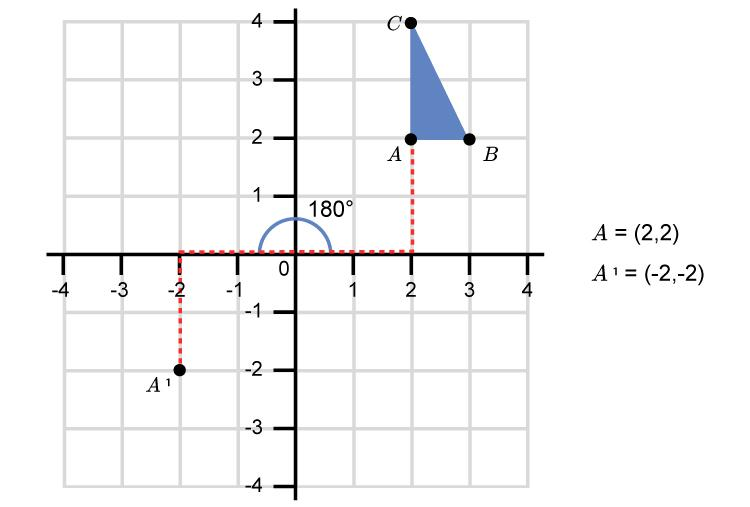 4
C
3
2
A
B
1
180°
A = (2,2)
0
A¹ = (-2,-2)
-4 -3 -2 -1 1 2 3 4
-1
-2
A¹
-3
-4